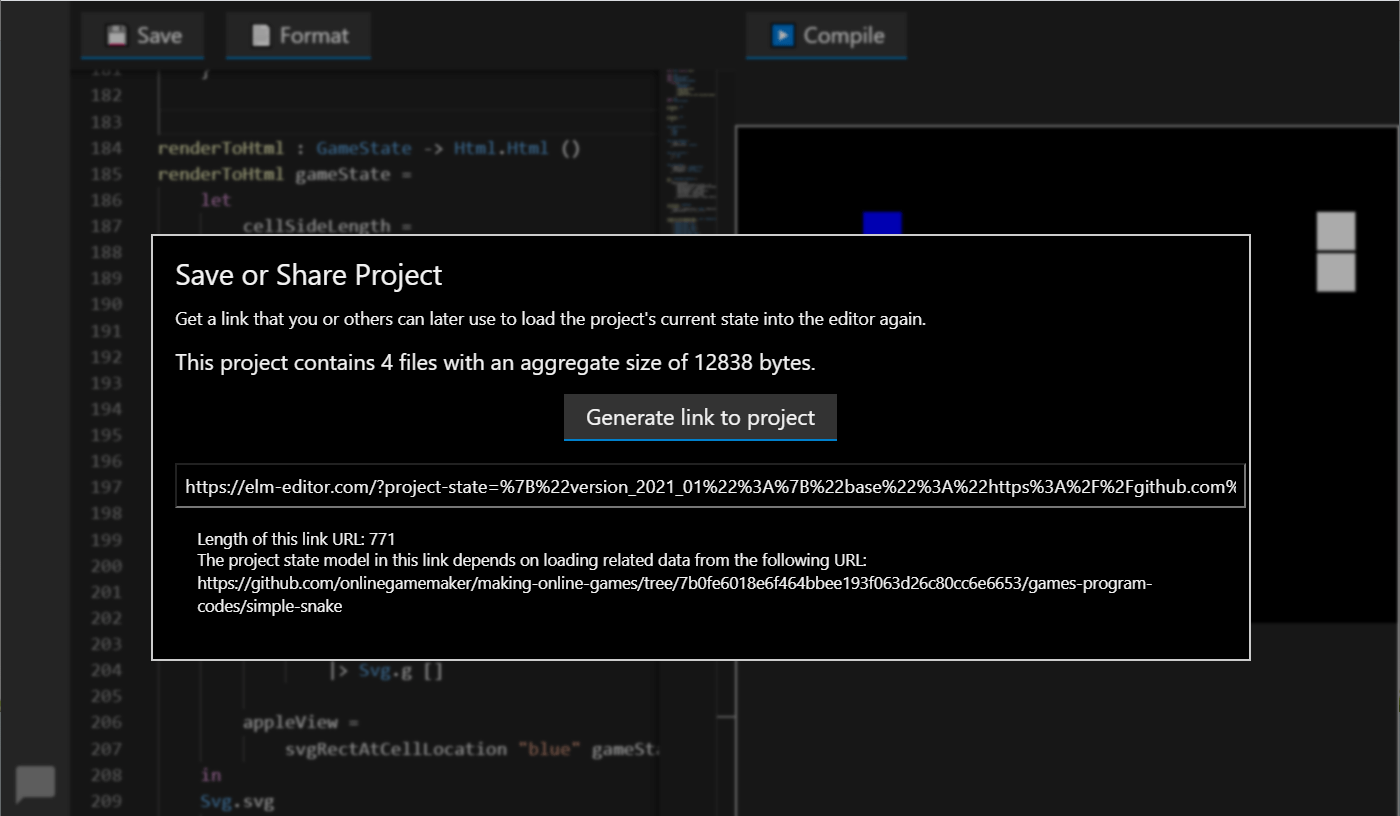 Save Format Compile
181 }
182
183
184 renderToHtml : GameState -> Html.Html ()
185 renderToHtml gameState =
186 let
187 cellSideLength =
188
189
190
191
192
193
194
195
196
197
198
199
200
201
202
203
Save or Share Project
Get a link that you or others can later use to load the project's current state into the editor again.
This project contains 4 files with an aggregate size of 12838 bytes.
Generate link to project
https://elm-editor.com/?project-state=%7B%22version_2021_01%22%3A%7B%22base%22%3A%22https%3A%2F%2Fgithub.com%
Length of this link URL: 771
The project state model in this link depends on loading related data from the following URL:
https://github.com/onlinegamemaker/making-online-games/tree/7b0fe6018e6f464bbee193f063d26c80cc6e6653/games-program-
codes/simple-snake
204 |> Svg.g []
205
206 appleView =
207 svgRectAtCellLocation "blue" gameSt
208 in
209 Svg.svg